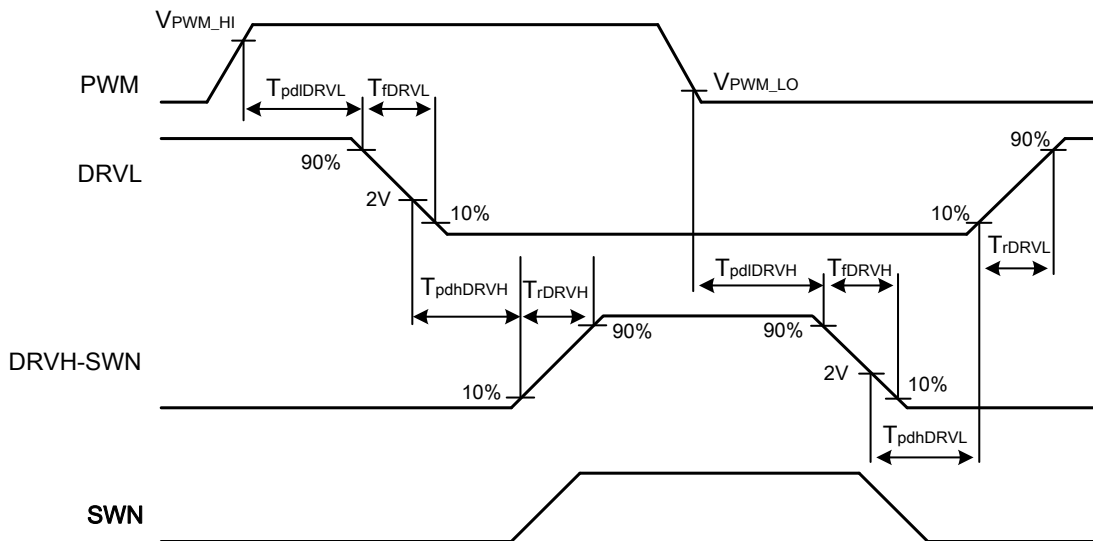 VPWM_HI
PWM
TpdlDRVL
TfDRVL
VPWM_LO
DRVL
90%
2V
10%
90%
10%
TrDRVL
TpdhDRVH
TrDRVH
TpdlDRVH
TfDRVH
DRVH-SWN
10%
90%
90%
2V
10%
TpdhDRVL
SWN